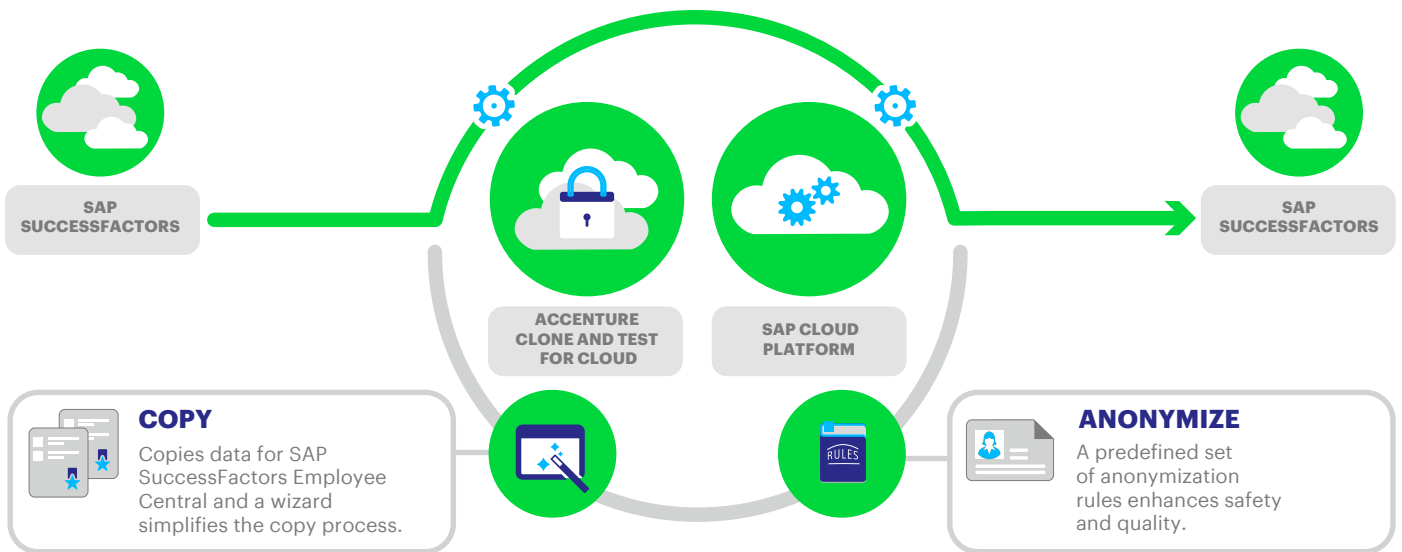 SAP
SUCCESSFACTORS
ACCENTURE
CLONE AND TEST
FOR CLOUD
SAP CLOUD
PLATFORM
SAP
SUCCESSFACTORS
COPY
Copies data for SAP
SuccessFactors Employee
Central and a wizard
simplifies the copy process.
RULES
ANONYMIZE
A predefined set
of anonymization
rules enhances safety
and quality.